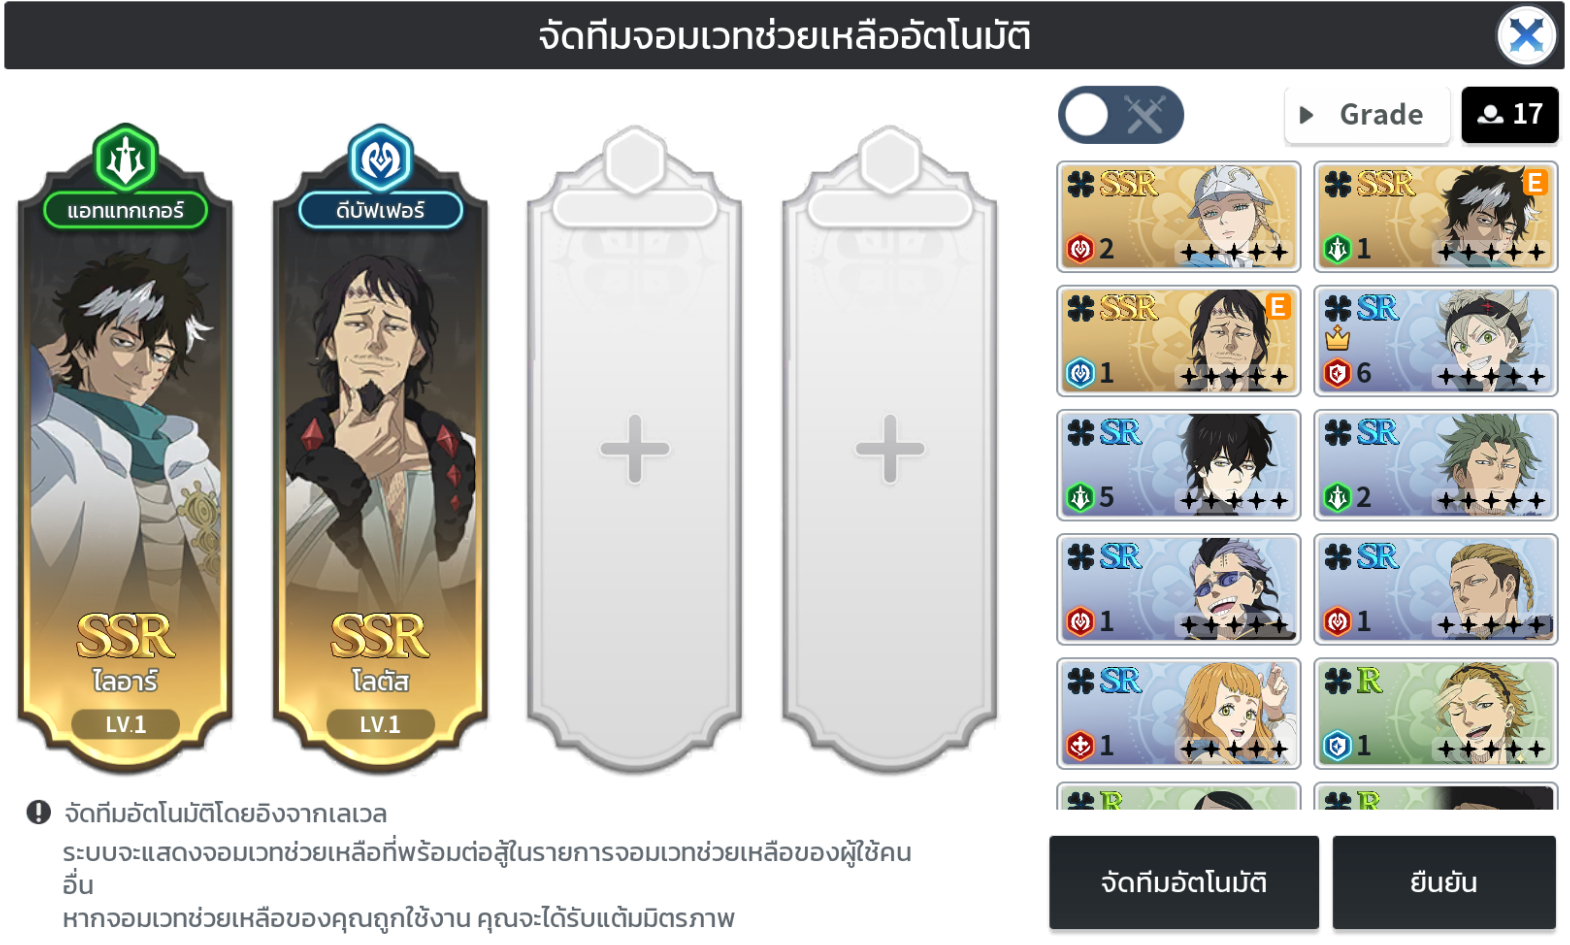 จัดทีมจอมเวทช่วยเหลืออัตโนมัติ
Grade
17
แอทแทกเกอร์
ดีบัฟเฟอร์
SSR
SSR
ไลอาร์
โลตัส
LV.1
LV.1
SSR
2
SSR
E
1
SSR
E
1
SR
6
SR
5
SR
2
SR
1
SR
1
SR
1
R
1
R
R
จัดทีมอัตโนมัติโดยอิงจากเลเวล
ระบบจะแสดงจอมเวทช่วยเหลือที่พร้อมต่อสู้ในรายการจอมเวทช่วยเหลือของผู้ใช้คน
อื่น
หากจอมเวทช่วยเหลือของคุณถูกใช้งาน คุณจะได้รับแต้มมิตรภาพ
จัดทีมอัตโนมัติ
ยืนยัน